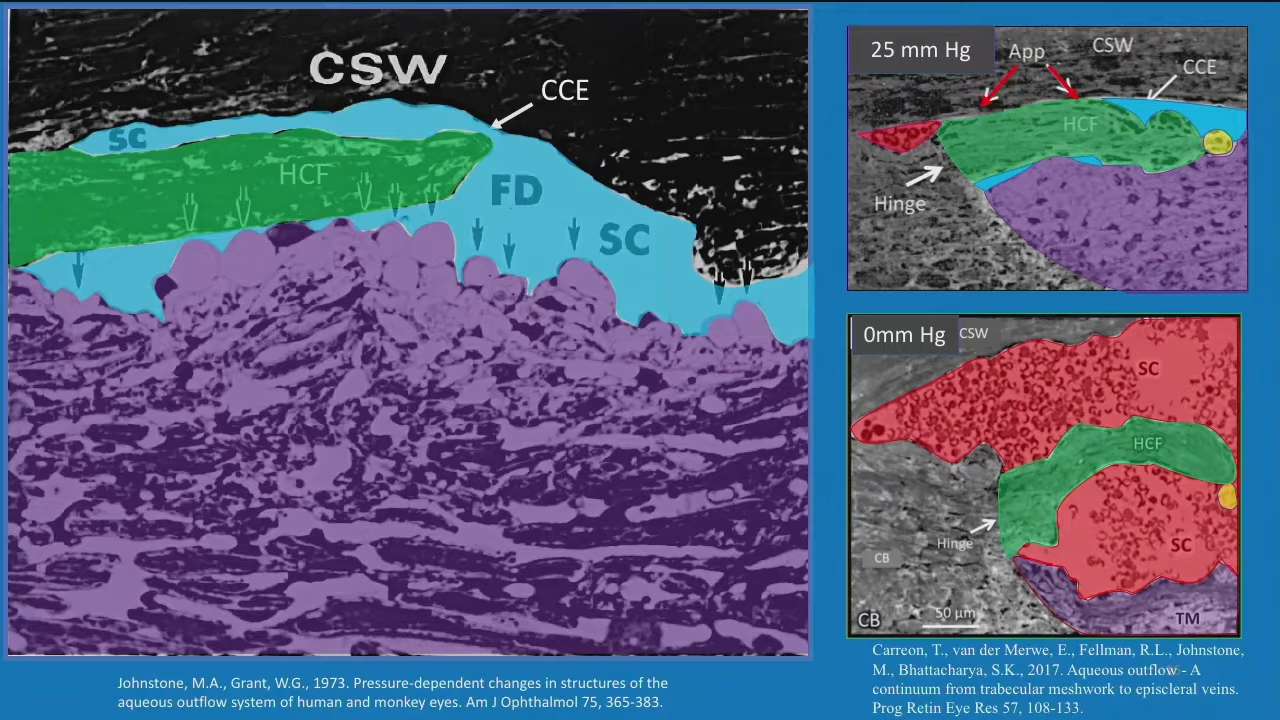 CSW
CCE
SC
HCF
FD
SC
Johnstone, M.A., Grant, W.G., 1973. Pressure-dependent changes in structures of the
aqueous outflow system of human and monkey eyes. Am J Ophthalmol 75, 365-383.
25 mm Hg
App
CSW
CCE
HCF
Hinge
0mm Hg
CSW
SC
HCF
Hinge
SC
CB
50 µm
CB
TM
Carreon, T., van der Merwe, E., Fellman, R.L., Johnstone,
M., Bhattacharya, S.K., 2017. Aqueous outflow - A
continuum from trabecular meshwork to episcleral veins.
Prog Retin Eye Res 57, 108-133.